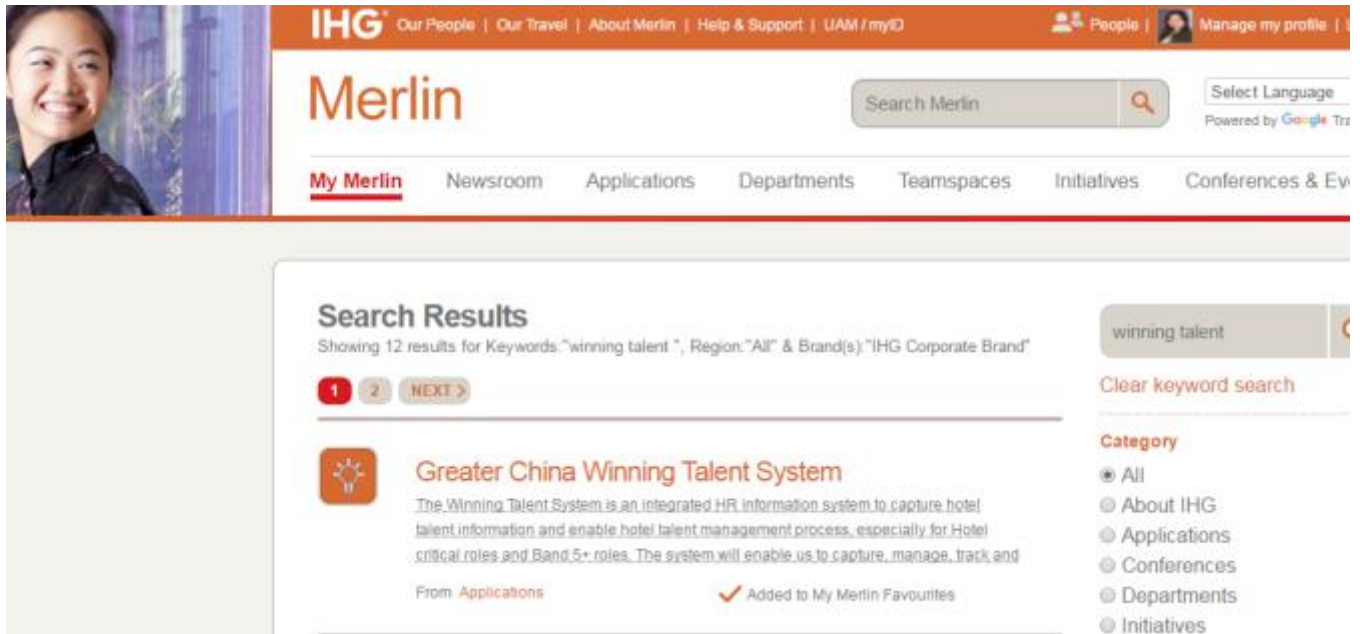 IHG Our People | Our Travel | About Merlin | Help & Support | UAM / myID People | Manage my profile |
Merlin
Search Merlin
Select Language
Powered by Google
My Merlin Newsroom Applications Departments Teamspaces Initiatives Conferences &
Search Results
Showing 12 results for Keywords:"winning talent ", Region:"All" & Brand(s):"IHG Corporate Brand"
winning talent
1 2 NEXT >
Clear keyword search
Greater China Winning Talent System
The Winning Talent System is an integrated HR information system to capture hotel
talent information and enable hotel talent management process, especially for Hotel
critical roles and Band 5+ roles. The system will enable us to capture, manage, track and
From Applications Added to My Merlin Favourites
Category
All
About IHG
Applications
Conferences
Departments
Initiatives